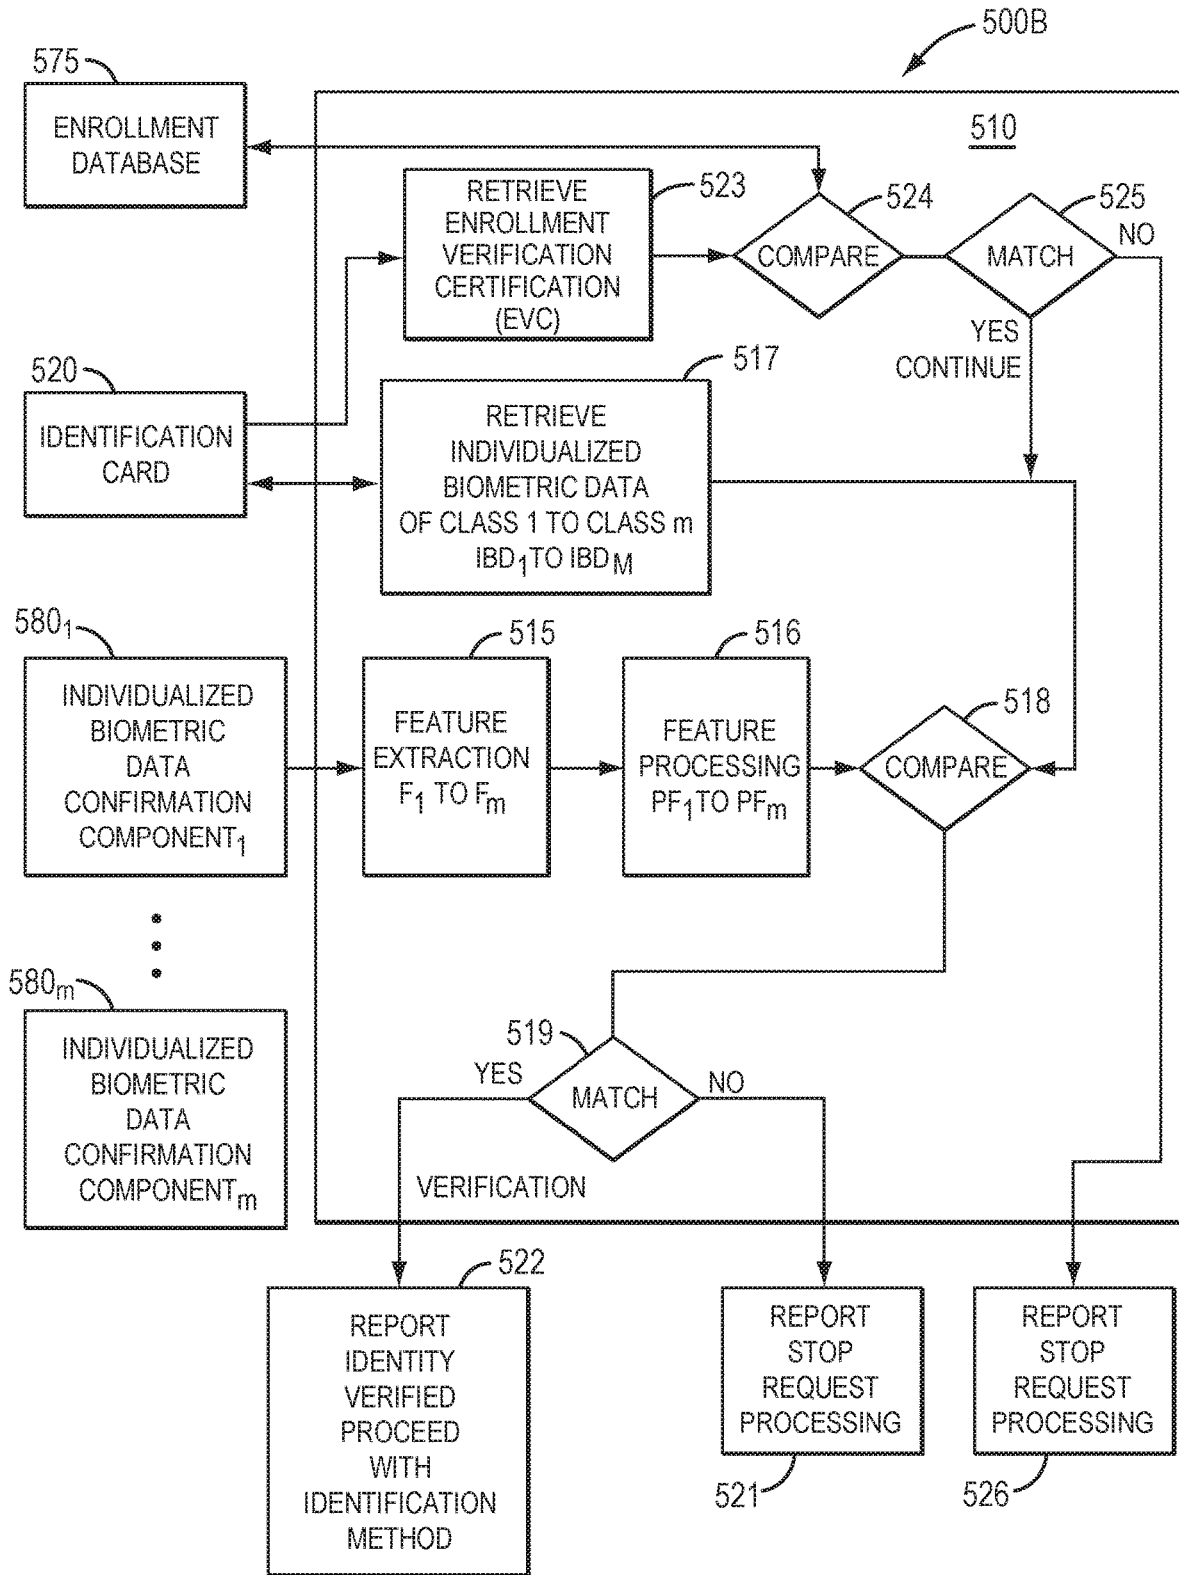 500B
575
ENROLLMENT
DATABASE
510
RETRIEVE
ENROLLMENT
VERIFICATION
CERTIFICATION
(EVC)
523
524
COMPARE
525
MATCH
NO
YES
CONTINUE
520
IDENTIFICATION
CARD
517
RETRIEVE
INDIVIDUALIZED
BIOMETRIC DATA
OF CLASS 1 TO CLASS m
IBD1 TO IBDM
5801
INDIVIDUALIZED
BIOMETRIC
DATA
CONFIRMATION
COMPONENT1
515
FEATURE
EXTRACTION
F1 TO Fm
516
FEATURE
PROCESSING
PF1 TO PFm
518
COMPARE
580m
INDIVIDUALIZED
BIOMETRIC
DATA
CONFIRMATION
COMPONENTm
519
YES
MATCH
NO
VERIFICATION
522
REPORT
IDENTITY
VERIFIED
PROCEED
WITH
IDENTIFICATION
METHOD
REPORT
STOP
REQUEST
PROCESSING
521
REPORT
STOP
REQUEST
PROCESSING
526